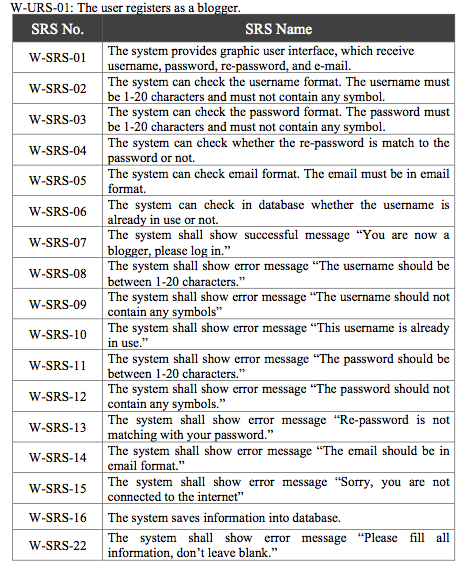 W-URS-01: The user registers as a blogger.
SRS No. SRS Name
W-SRS-01 The system provides graphic user interface, which receive
username, password, re-password, and e-mail.
W-SRS-02 The system can check the username format. The username must
be 1-20 characters and must not contain any symbol.
W-SRS-03 The system can check the password format. The password must
be 1-20 characters and must not contain any symbol.
W-SRS-04 The system can check whether the re-password is match to the
password or not.
W-SRS-05 The system can check email format. The email must be in email
format.
W-SRS-06 The system can check in database whether the username is
already in use or not.
W-SRS-07 The system shall show successful message “You are now a
blogger, please log in.”
W-SRS-08 The system shall show error message “The username should be
between 1-20 characters.”
W-SRS-09 The system shall show error message “The username should not
contain any symbols”
W-SRS-10 The system shall show error message “This username is already
in use.”
W-SRS-11 The system shall show error message “The password should be
between 1-20 characters.”
W-SRS-12 The system shall show error message “The password should not
contain any symbols.”
W-SRS-13 The system shall show error message “Re-password is not
matching with your password.”
W-SRS-14 The system shall show error message “The email should be in
email format.”
W-SRS-15 The system shall show error message “Sorry, you are not
connected to the internet”
W-SRS-16 The system saves information into database.
W-SRS-22 The system shall show error message “Please fill all
information, don’t leave blank.”